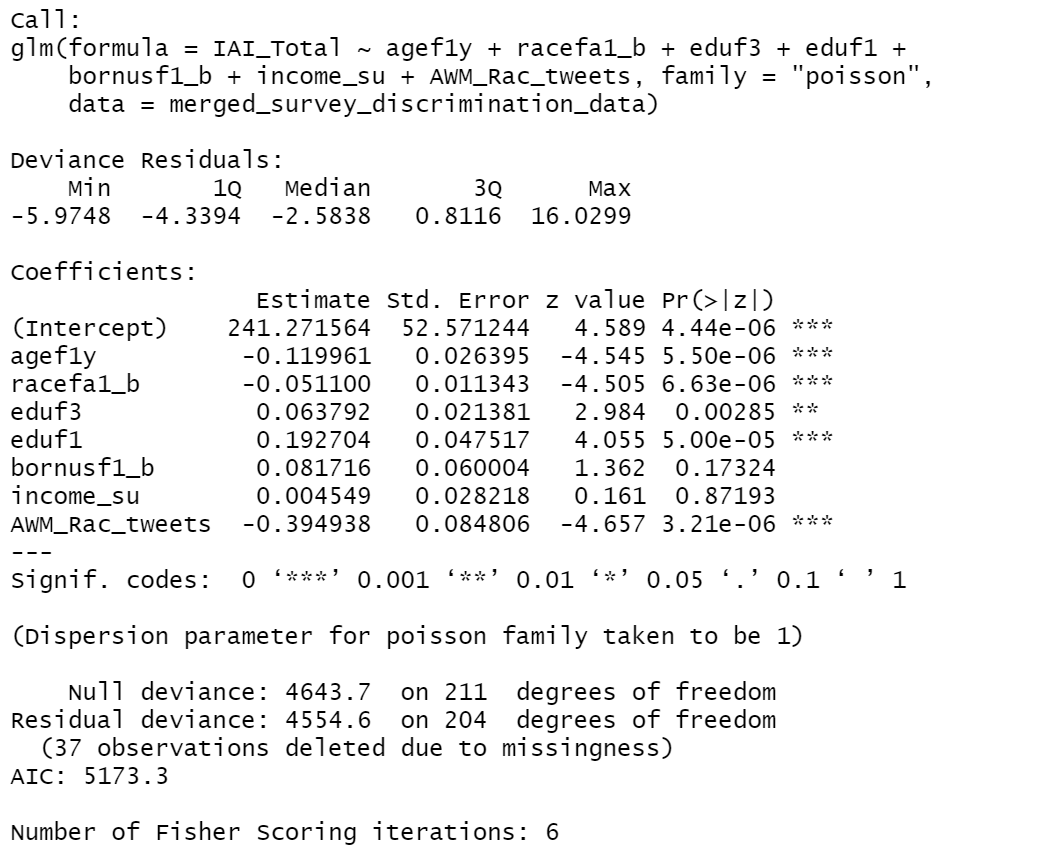 Call:
glm(formula = IAI_Total ~ agef1y + racefa1_b + eduf3 + eduf1 +
    bornusf1_b + income_su + AWM_Rac_tweets, family = "poisson",
    data = merged_survey_discrimination_data)

Deviance Residuals:
    Min       1Q   Median       3Q      Max
-5.9748  -4.3394  -2.5838   0.8116  16.0299

Coefficients:
                 Estimate Std. Error z value Pr(>|z|)
(Intercept)    241.271564  52.571244   4.589 4.44e-06 ***
agef1y          -0.119961   0.026395  -4.545 5.50e-06 ***
racefa1_b       -0.051100   0.011343  -4.505 6.63e-06 ***
eduf3            0.063792   0.021381   2.984  0.00285 **
eduf1            0.192704   0.047517   4.055 5.00e-05 ***
bornusf1_b       0.081716   0.060004   1.362  0.17324
income_su        0.004549   0.028218   0.161  0.87193
AWM_Rac_tweets  -0.394938   0.084806  -4.657 3.21e-06 ***
---
Signif. codes:  0 ‘***’ 0.001 ‘**’ 0.01 ‘*’ 0.05 ‘.’ 0.1 ‘ ’ 1

(Dispersion parameter for poisson family taken to be 1)

    Null deviance: 4643.7  on 211  degrees of freedom
Residual deviance: 4554.6  on 204  degrees of freedom
  (37 observations deleted due to missingness)
AIC: 5173.3

Number of Fisher Scoring iterations: 6